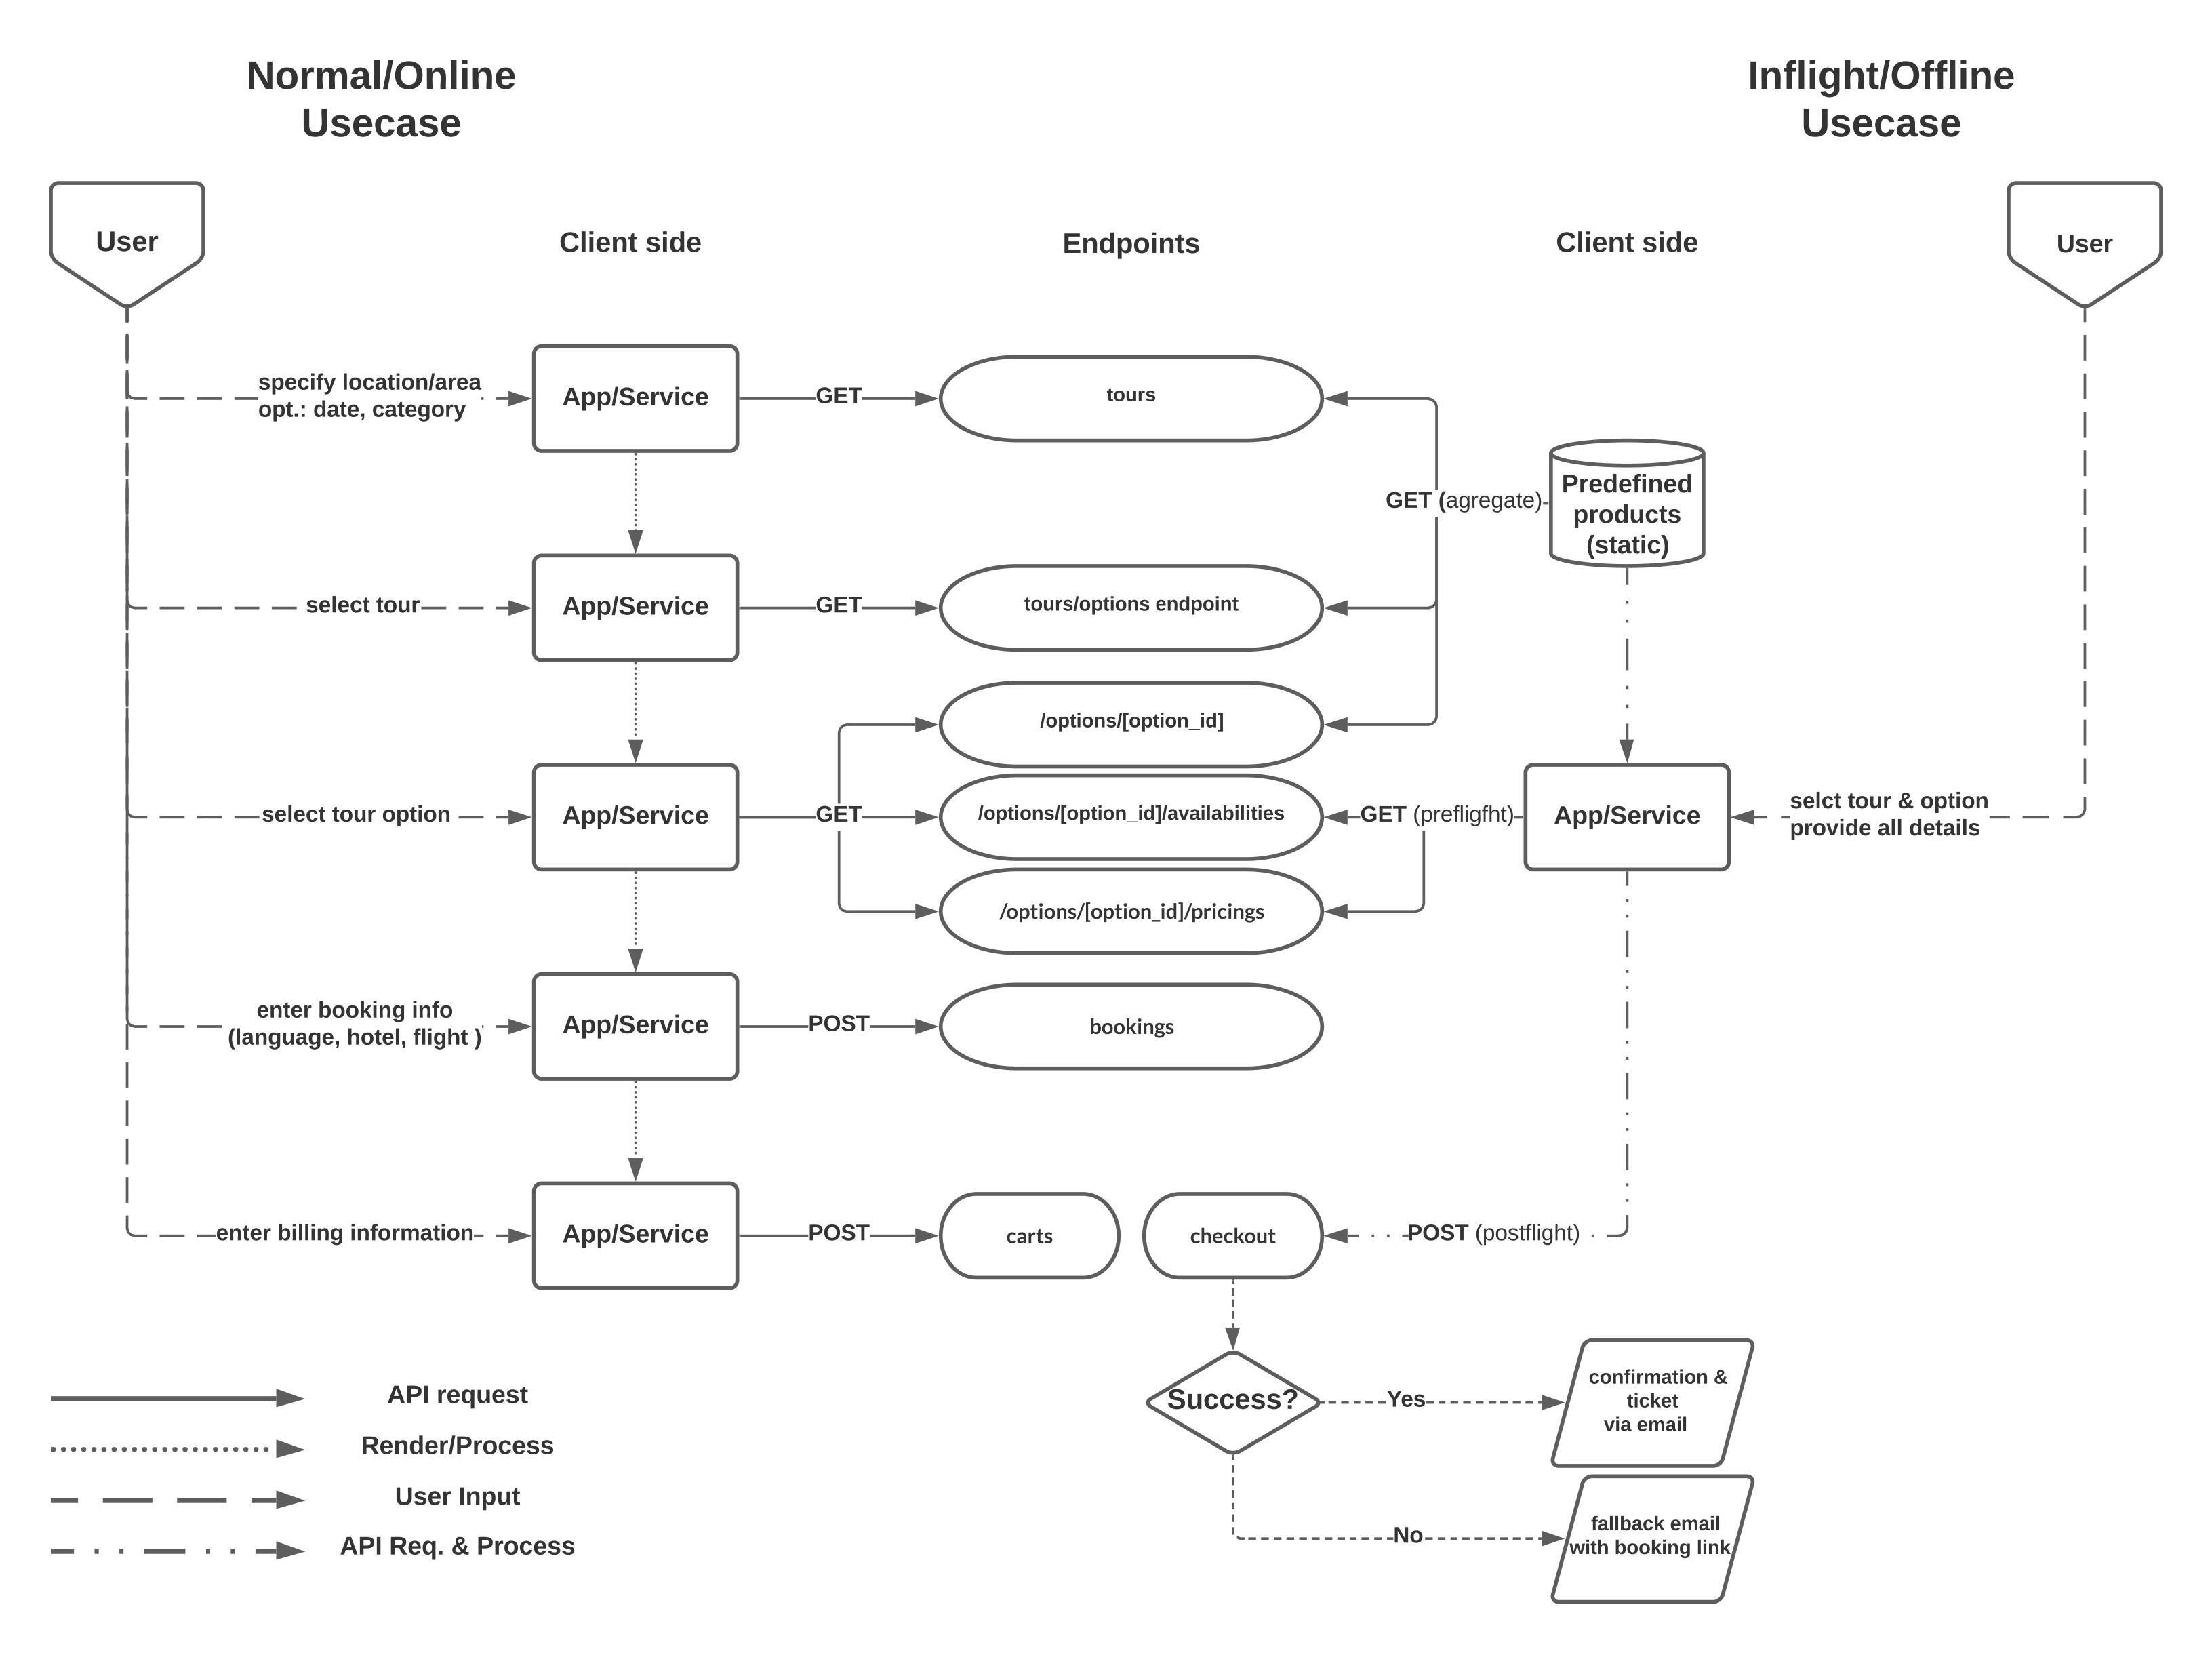 Normal/Online
Usecase
Inflight/Offline
Usecase
User
Client side
Endpoints
Client side
User
specify location/area
opt.: date, category
App/Service
GET
tours
GET (agregate)
Predefined
products
(static)
select tour
App/Service
GET
tours/options endpoint
/options/[option_id]
select tour option
App/Service
GET
/options/[option_id]/availabilities
GET (prefligfht)
App/Service
selct tour & option
provide all details
/options/[option_id]/pricings
enter booking info
(language, hotel, flight )
App/Service
POST
bookings
enter billing information
App/Service
POST
carts
checkout
POST (postflight)
Success?
Yes
confirmation &
ticket
via email
No
fallback email
with booking link
API request
Render/Process
User Input
API Req. & Process